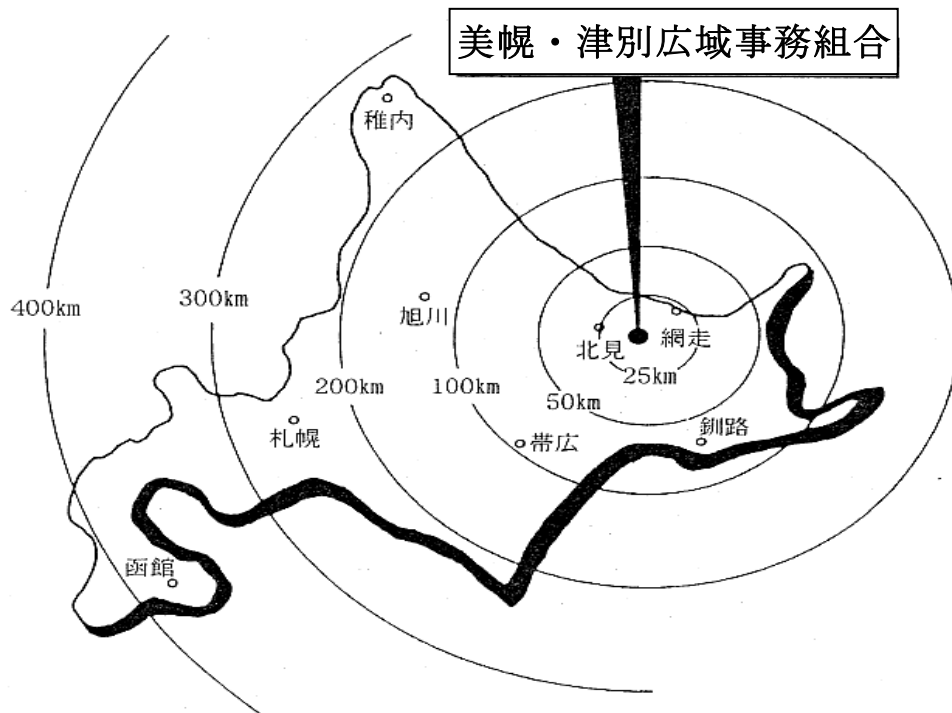 美幌・津別広域事務組合
稚内
400km
300km
旭川
北見
網走
200km
100km
25km
50km
札幌
帯広
釧路
函館